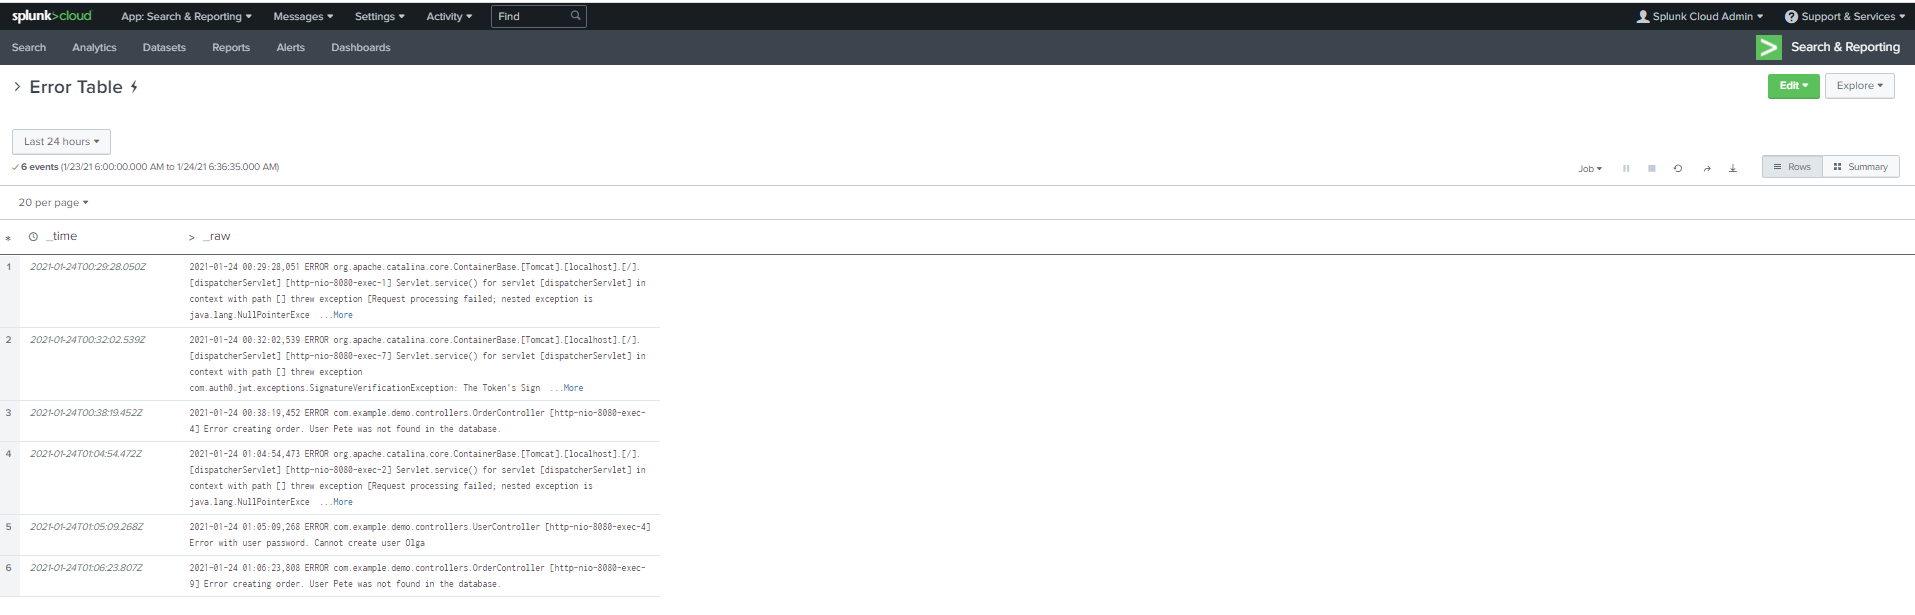 splunk>cloud App: Search & Reporting Messages Settings Activity Find Splunk Cloud Admin ? Support & Services
Search Analytics Datasets Reports Alerts Dashboards > Search & Reporting
> Error Table Edit Explore
Last 24 hours
✓ 6 events (1/23/21 6:00:00.000 AM to 1/24/21 6:36:35.000 AM) Job Rows Summary
20 per page
* _time > _raw
1 2021-01-24T00:29:28.050Z 2021-01-24 00:29:28,051 ERROR org.apache.catalina.core.ContainerBase.[Tomcat].[localhost].[/].
[dispatcherServlet] [http-nio-8080-exec-1] Servlet.service() for servlet [dispatcherServlet] in
context with path [] threw exception [Request processing failed; nested exception is
java.lang.NullPointerExce ...More
2 2021-01-24T00:32:02.539Z 2021-01-24 00:32:02,539 ERROR org.apache.catalina.core.ContainerBase.[Tomcat].[localhost].[/].
[dispatcherServlet] [http-nio-8080-exec-7] Servlet.service() for servlet [dispatcherServlet] in
context with path [] threw exception
com.auth0.jwt.exceptions.SignatureVerificationException: The Token's Sign ...More
3 2021-01-24T00:38:19.452Z 2021-01-24 00:38:19,452 ERROR com.example.demo.controllers.OrderController [http-nio-8080-exec-
4] Error creating order. User Pete was not found in the database.
4 2021-01-24T01:04:54.472Z 2021-01-24 01:04:54,473 ERROR org.apache.catalina.core.ContainerBase.[Tomcat].[localhost].[/].
[dispatcherServlet] [http-nio-8080-exec-2] Servlet.service() for servlet [dispatcherServlet] in
context with path [] threw exception [Request processing failed; nested exception is
java.lang.NullPointerExce ...More
5 2021-01-24T01:05:09.268Z 2021-01-24 01:05:09,268 ERROR com.example.demo.controllers.UserController [http-nio-8080-exec-4]
Error with user password. Cannot create user Olga
6 2021-01-24T01:06:23.807Z 2021-01-24 01:06:23,808 ERROR com.example.demo.controllers.OrderController [http-nio-8080-exec-
9] Error creating order. User Pete was not found in the database.